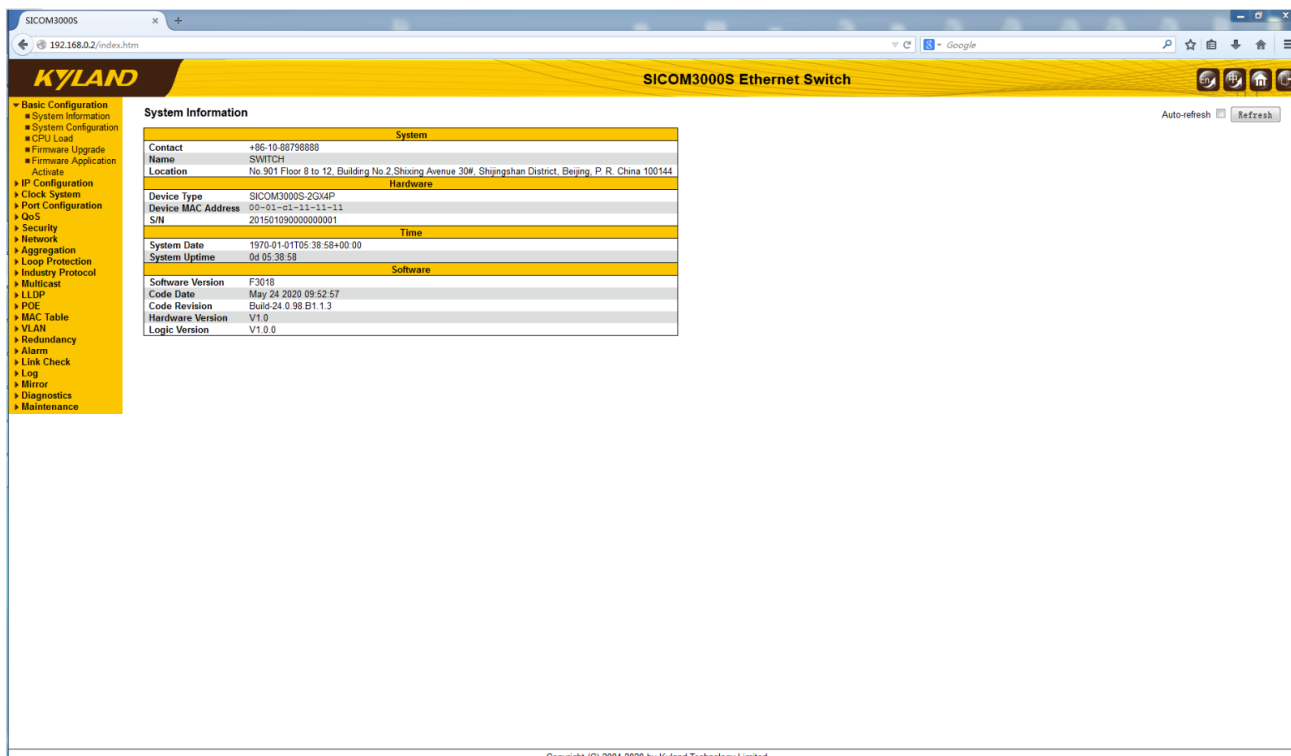 SICOM3000S
192.168.0.2/index.htm
Google
KYLAND
SICOM3000S Ethernet Switch
Basic Configuration
System Information
System Configuration
CPU Load
Firmware Upgrade
Firmware Application
Activate
IP Configuration
Clock System
Port Configuration
QoS
Security
Network
Aggregation
Loop Protection
Industry Protocol
Multicast
LLDP
POE
MAC Table
VLAN
Redundancy
Alarm
Link Check
Log
Mirror
Diagnostics
Maintenance
System Information
Auto-refresh Refresh
System
Contact +86-10-88798888
Name SWITCH
Location No.901 Floor 8 to 12, Building No.2,Shixing Avenue 30#, Shijingshan District, Beijing, P. R. China 100144
Hardware
Device Type SICOM3000S-2GX4P
Device MAC Address 00-01-c1-11-11-11
S/N 201501090000000001
Time
System Date 1970-01-01T05:38:58+00:00
System Uptime 0d 05:38:58
Software
Software Version F3018
Code Date May 24 2020 09:52:57
Code Revision Build-24.0.98.B1.1.3
Hardware Version V1.0
Logic Version V1.0.0